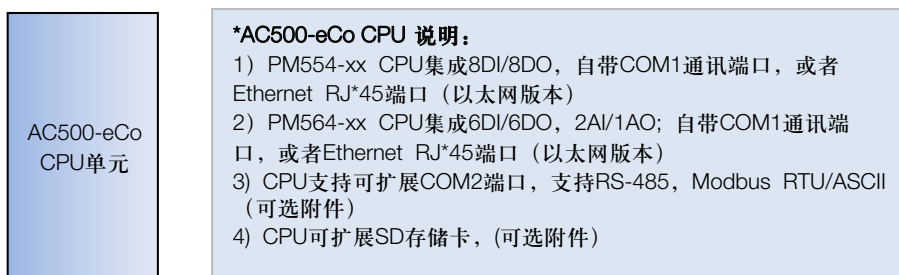 AC500-eCo
CPU单元
*AC500-eCo CPU 说明：
1）PM554-xx CPU集成8DI/8DO，自带COM1通讯端口，或者
Ethernet RJ*45端口（以太网版本）
2）PM564-xx CPU集成6DI/6DO，2AI/1AO; 自带COM1通讯端
口，或者Ethernet RJ*45端口（以太网版本）
3) CPU支持可扩展COM2端口，支持RS-485，Modbus RTU/ASCII
（可选附件）
4) CPU可扩展SD存储卡，(可选附件）